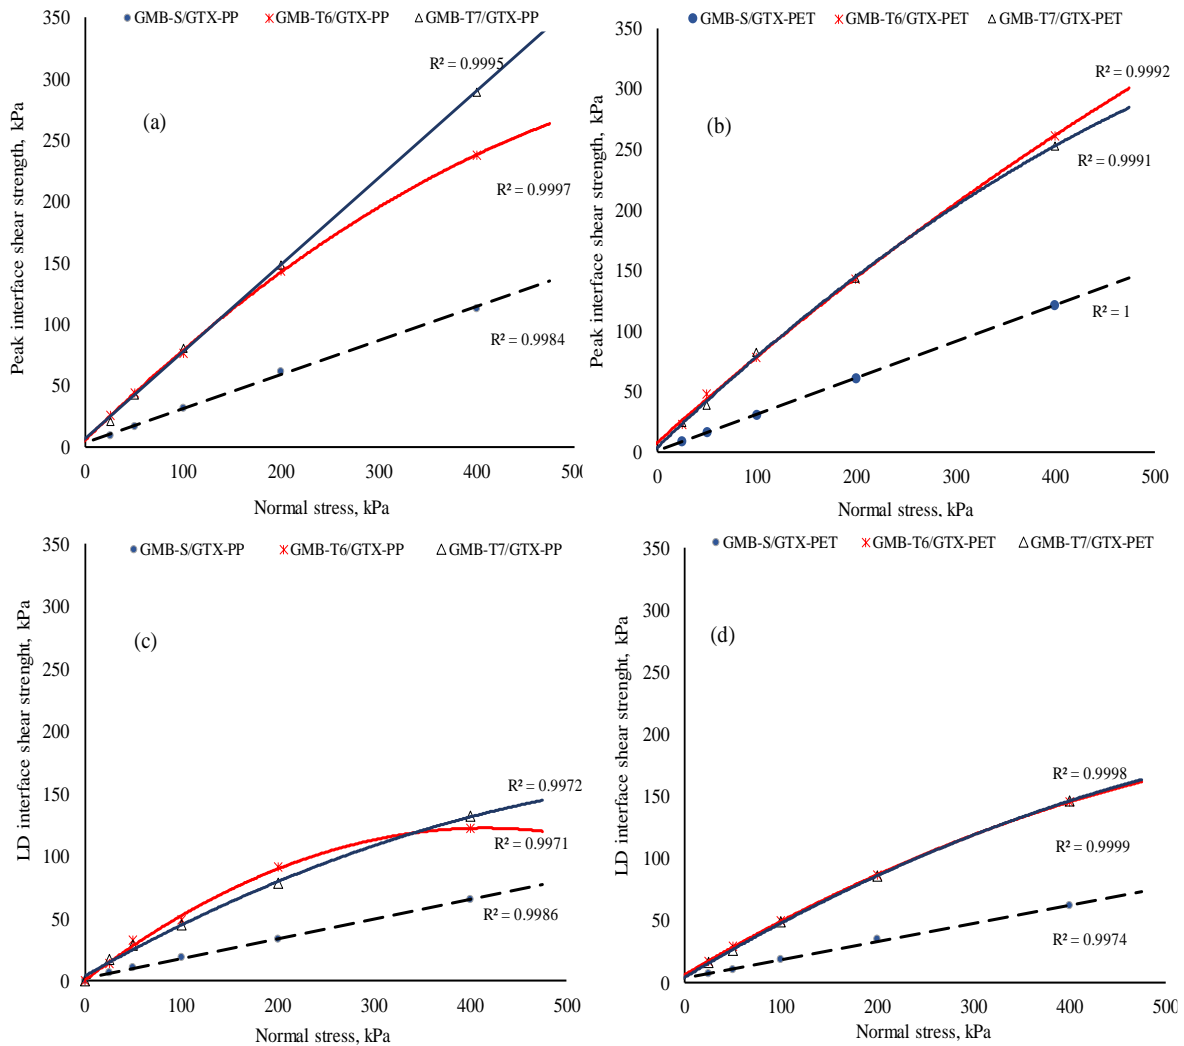 GMB-S/GTX-PP GMB-T6/GTX-PP GMB-T7/GTX-PP
R² = 0.9995
(a)
R² = 0.9997
R² = 0.9984
Peak interface shear strength, kPa
300
250
200
150
100
50
0
0 100 200 300 400 500
Normal stress, kPa
GMB-S/GTX-PET GMB-T6/GTX-PET GMB-T7/GTX-PET
R² = 0.9992
(b)
R² = 0.9991
R² = 1
Peak interface shear strength, kPa
350
300
250
200
150
100
50
0
0 100 200 300 400 500
Normal stress, kPa
GMB-S/GTX-PP GMB-T6/GTX-PP GMB-T7/GTX-PP
(c)
R² = 0.9972
R² = 0.9971
R² = 0.9986
LD interface shear strenght, kPa
350
300
250
200
150
100
50
0
0 100 200 300 400 500
Normal stress, kPa
GMB-S/GTX-PET GMB-T6/GTX-PET GMB-T7/GTX-PET
(d)
R² = 0.9998
R² = 0.9999
R² = 0.9974
LD interface shear strenght, kPa
350
300
250
200
150
100
50
0
0 100 200 300 400 500
Normal stress, kPa